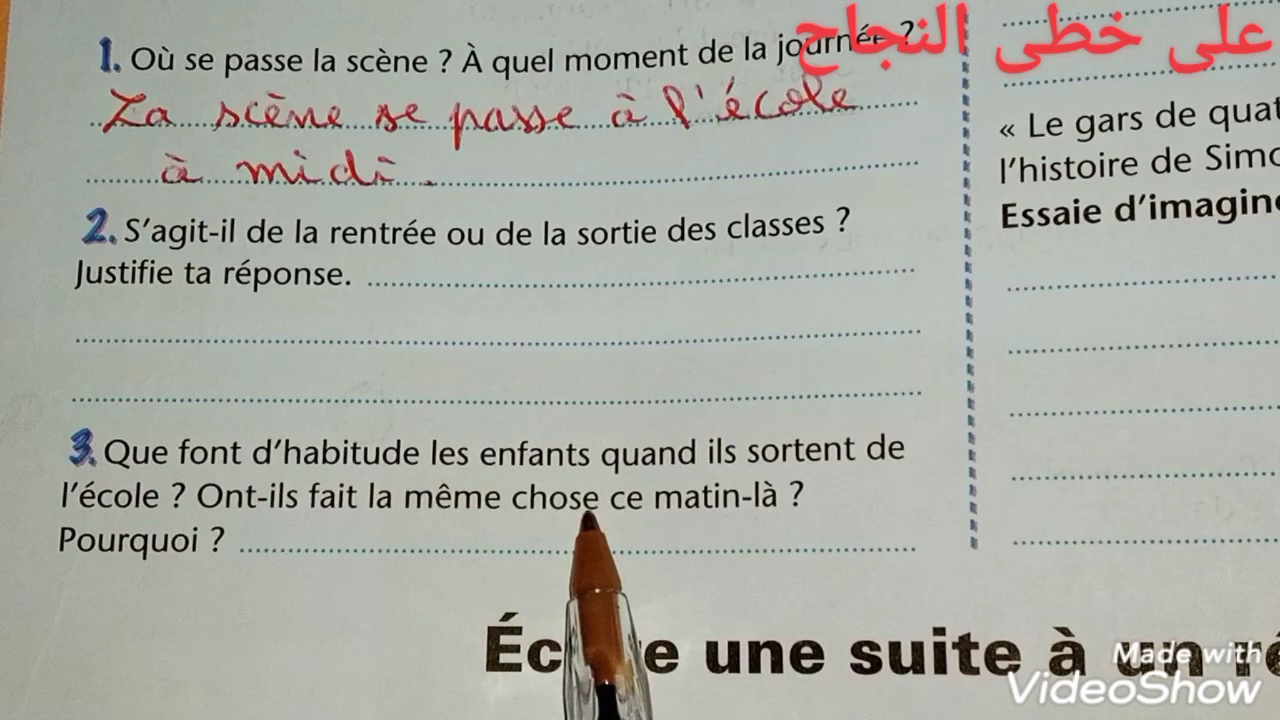 على خطى النجاح
1. Où se passe la scène ? À quel moment de la journée ?
La scène se passe à l'école
à midi.
2. S'agit-il de la rentrée ou de la sortie des classes ?
Justifie ta réponse.
3. Que font d'habitude les enfants quand ils sortent de
l'école ? Ont-ils fait la même chose ce matin-là ?
Pourquoi ?
« Le gars de quat
l'histoire de Simo
Essaie d'imagine
une suite à un
Made with
VideoShow